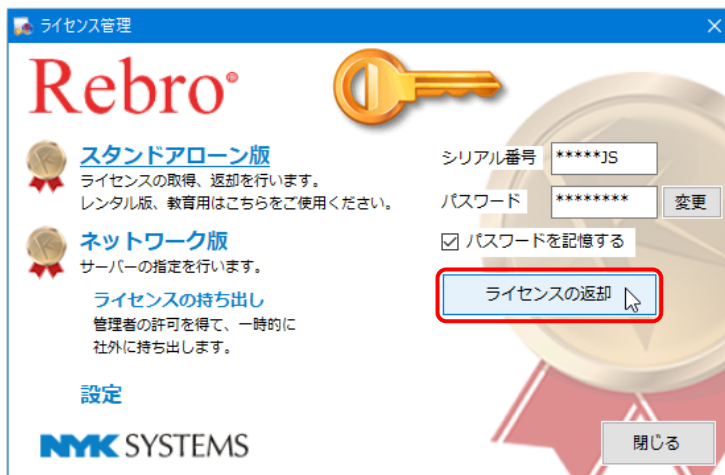 ライセンス管理
Rebro®
スタンドアローン版
ライセンスの取得、返却を行います。
レンタル版、教育用はこちらをご使用ください。
ネットワーク版
サーバーの指定を行います。
ライセンスの持ち出し
管理者の許可を得て、一時的に
社外に持ち出します。
設定
NYK SYSTEMS
シリアル番号 *****JS
パスワード ******** 変更
パスワードを記憶する
ライセンスの返却
閉じる